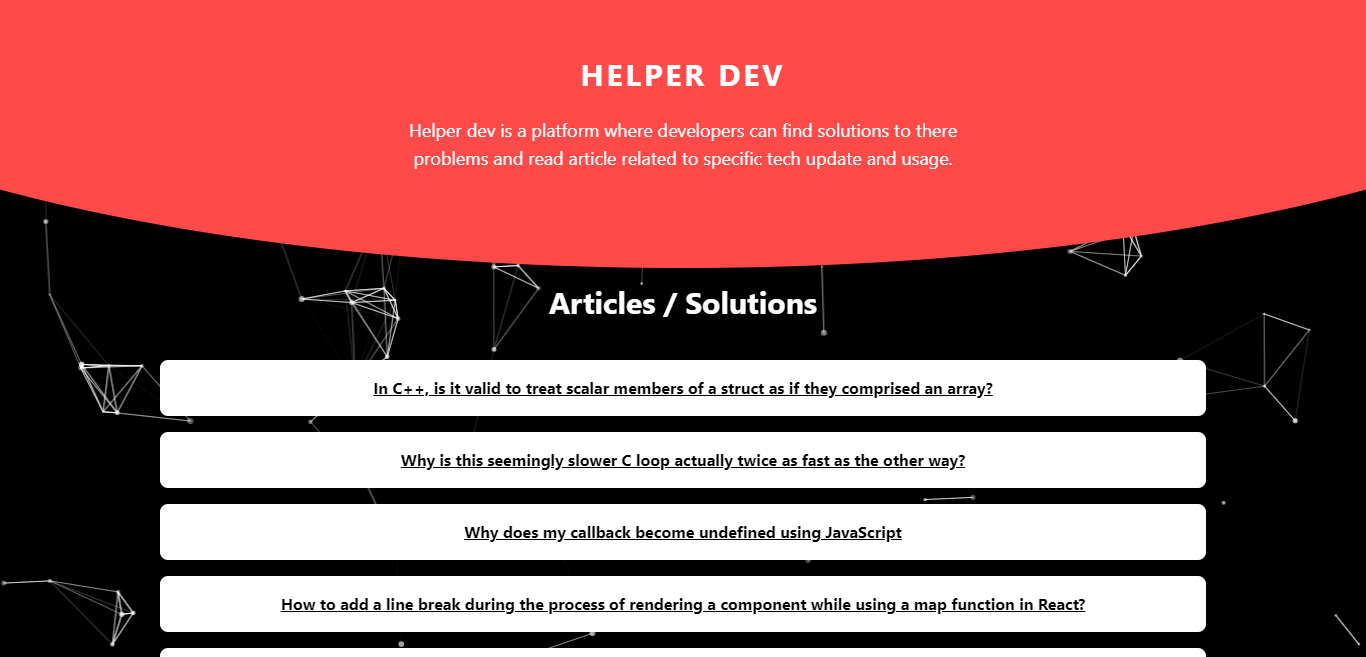 HELPER DEV
Helper dev is a platform where developers can find solutions to there
problems and read article related to specific tech update and usage.
Articles / Solutions
In C++, is it valid to treat scalar members of a struct as if they comprised an array?
Why is this seemingly slower C loop actually twice as fast as the other way?
Why does my callback become undefined using JavaScript
How to add a line break during the process of rendering a component while using a map function in React?